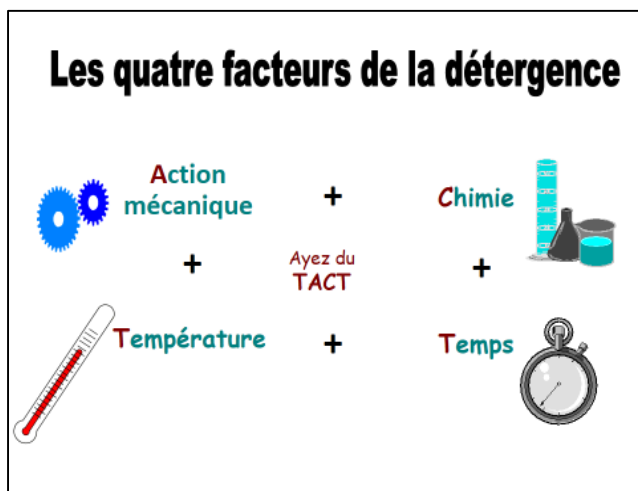 Les quatre facteurs de la détergence
Action
mécanique
+
Chimie
+
Ayez du
TACT
+
Température
+
Temps